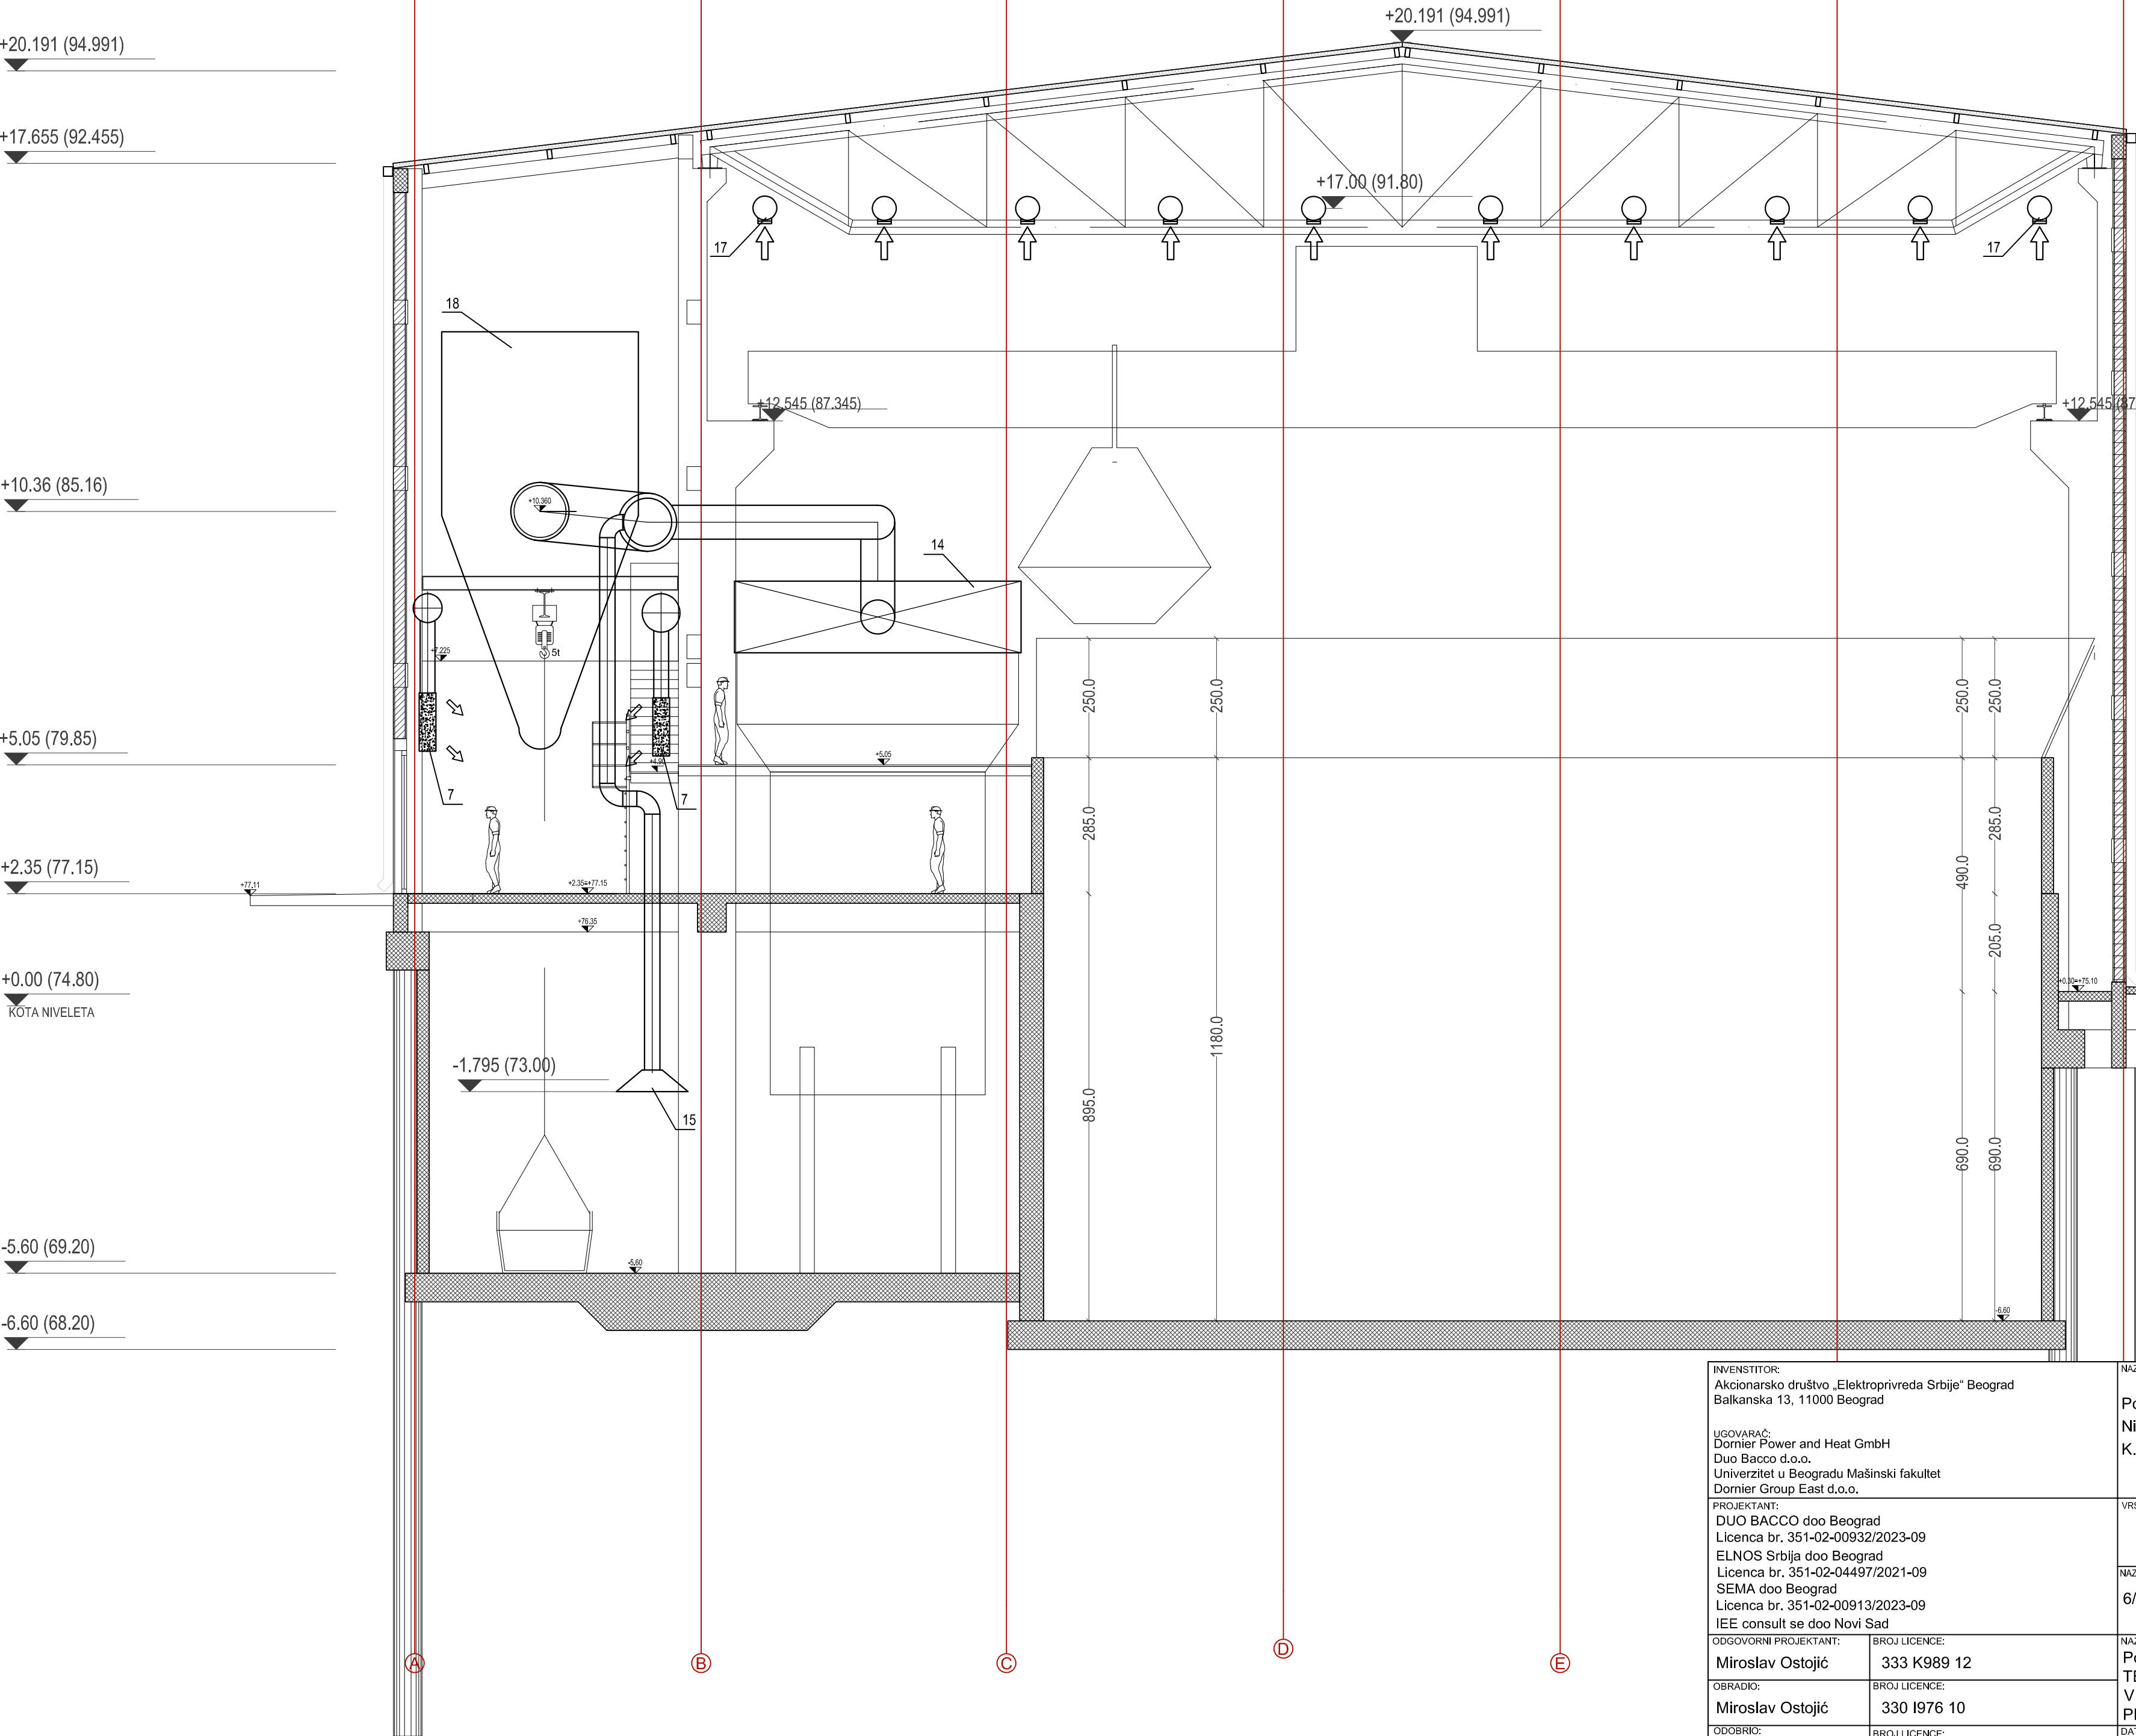 +20.191 (94.991)
+20.191 (94.991)
+17.655 (92.455)
+17.00 (91.80)
17
17
18
+12.545 (87.345)
+12.545
+10.36 (85.16)
+10.360
14
5t
+7.225
250.0
250.0
250.0
250.0
+5.05 (79.85)
+5.05
+4.90
7
7
285.0
285.0
490.0
+2.35 (77.15)
+77.11
+2.35=+77.15
+76.35
205.0
+0.00 (74.80)
KOTA NIVELETA
+0.30=+75.10
1180.0
-1.795 (73.00)
895.0
15
690.0
690.0
-5.60 (69.20)
-5.60
-6.60 (68.20)
-6.60
INVENSTITOR:
Akcionarsko društvo „Elektroprivreda Srbije“ Beograd
Balkanska 13, 11000 Beograd
UGOVARAČ:
Dornier Power and Heat GmbH
Duo Bacco d.o.o.
Univerzitet u Beogradu Mašinski fakultet
Dornier Group East d.o.o.
PROJEKTANT:
DUO BACCO doo Beograd
Licenca br. 351-02-00932/2023-09
ELNOS Srbija doo Beograd
Licenca br. 351-02-04497/2021-09
SEMA doo Beograd
Licenca br. 351-02-00913/2023-09
IEE consult se doo Novi Sad
ODGOVORNI PROJEKTANT:
BROJ LICENCE:
Miroslav Ostojić
333 K989 12
OBRADIO:
BROJ LICENCE:
Miroslav Ostojić
330 I976 10
ODOBRIO:
BROJ LICENCE:
K.
6/
A
B
C
D
E